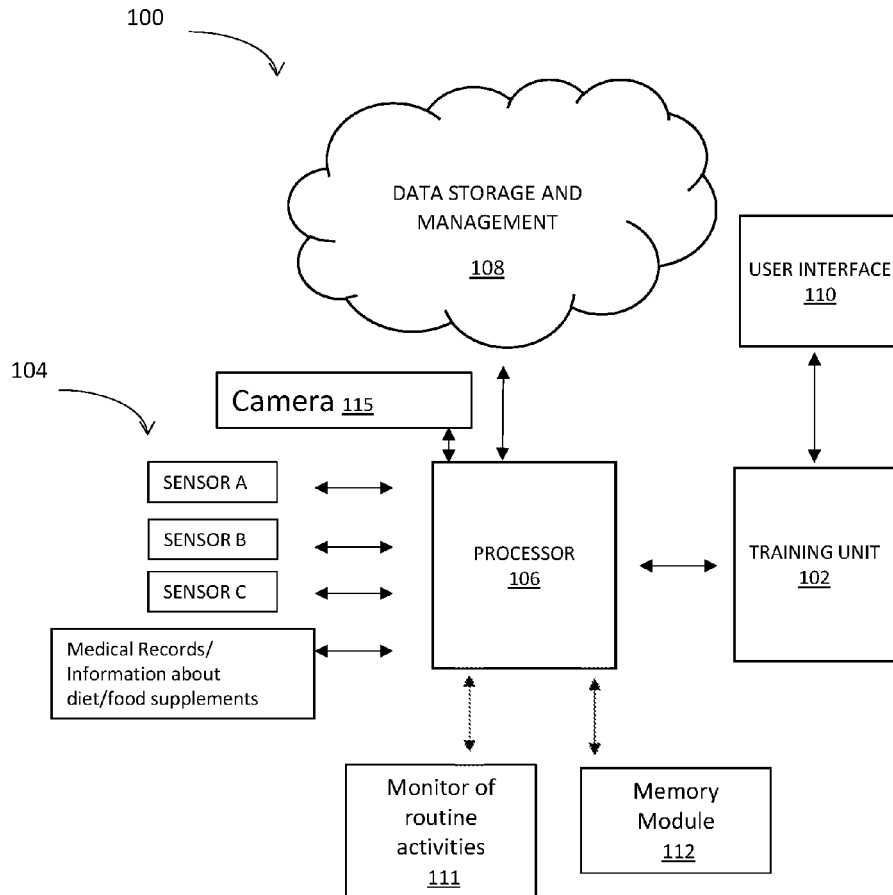 100
DATA STORAGE AND
MANAGEMENT
108
USER INTERFACE
110
104
Camera 115
SENSOR A
SENSOR B
SENSOR C
Medical Records/
Information about
diet/food supplements
PROCESSOR
106
TRAINING UNIT
102
Monitor of
routine
activities
111
Memory
Module
112